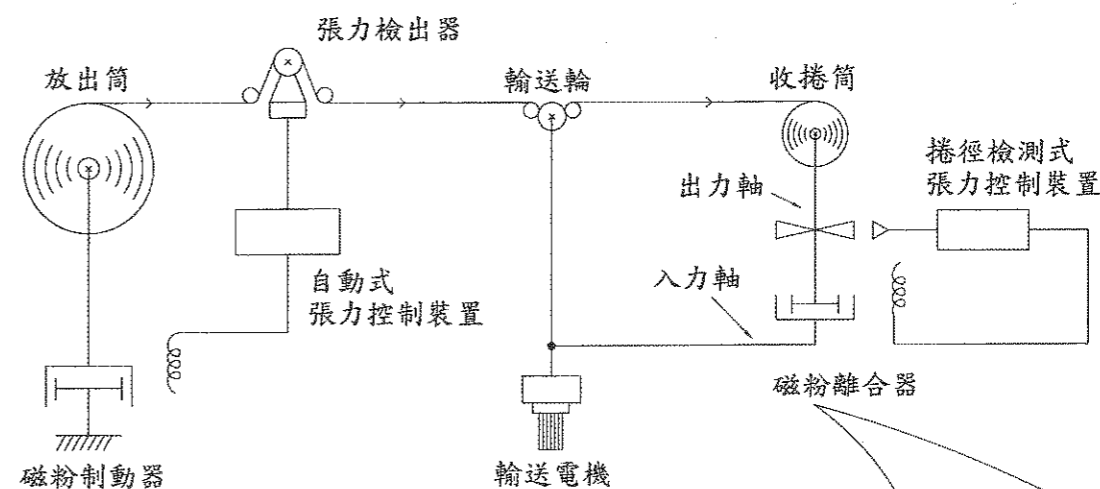 張力檢出器
放出筒
輸送輪
收捲筒
捲徑檢測式
張力控制裝置
出力軸
自動式
張力控制裝置
入力軸
磁粉離合器
磁粉制動器
輸送電機